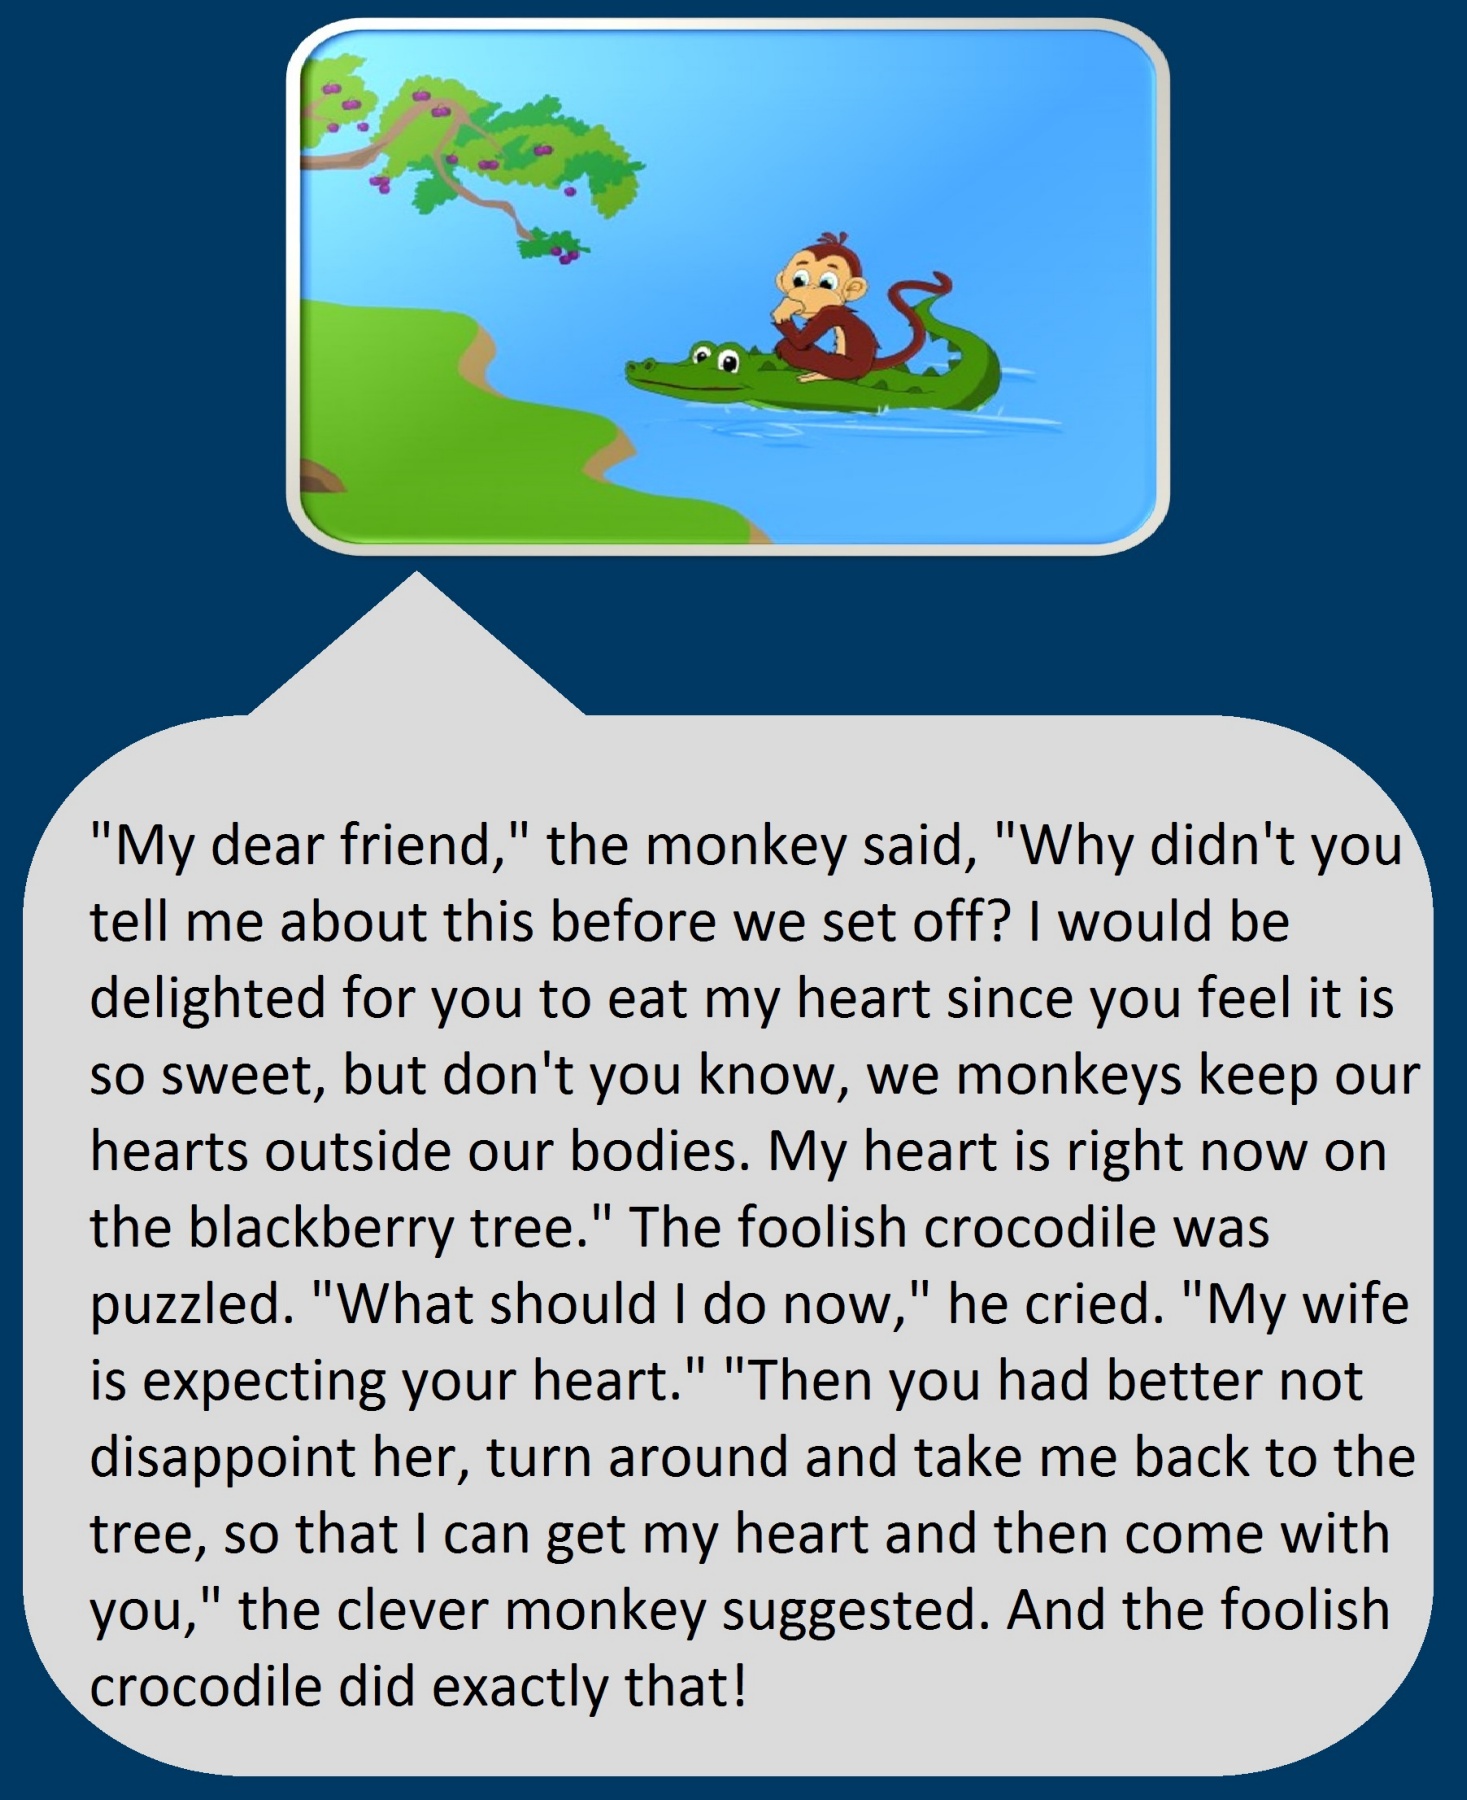 "My dear friend," the monkey said, "Why didn't you
tell me about this before we set off? I would be
delighted for you to eat my heart since you feel it is
so sweet, but don't you know, we monkeys keep our
hearts outside our bodies. My heart is right now on
the blackberry tree." The foolish crocodile was
puzzled. "What should I do now," he cried. "My wife
is expecting your heart." "Then you had better not
disappoint her, turn around and take me back to the
tree, so that I can get my heart and then come with
you," the clever monkey suggested. And the foolish
crocodile did exactly that!